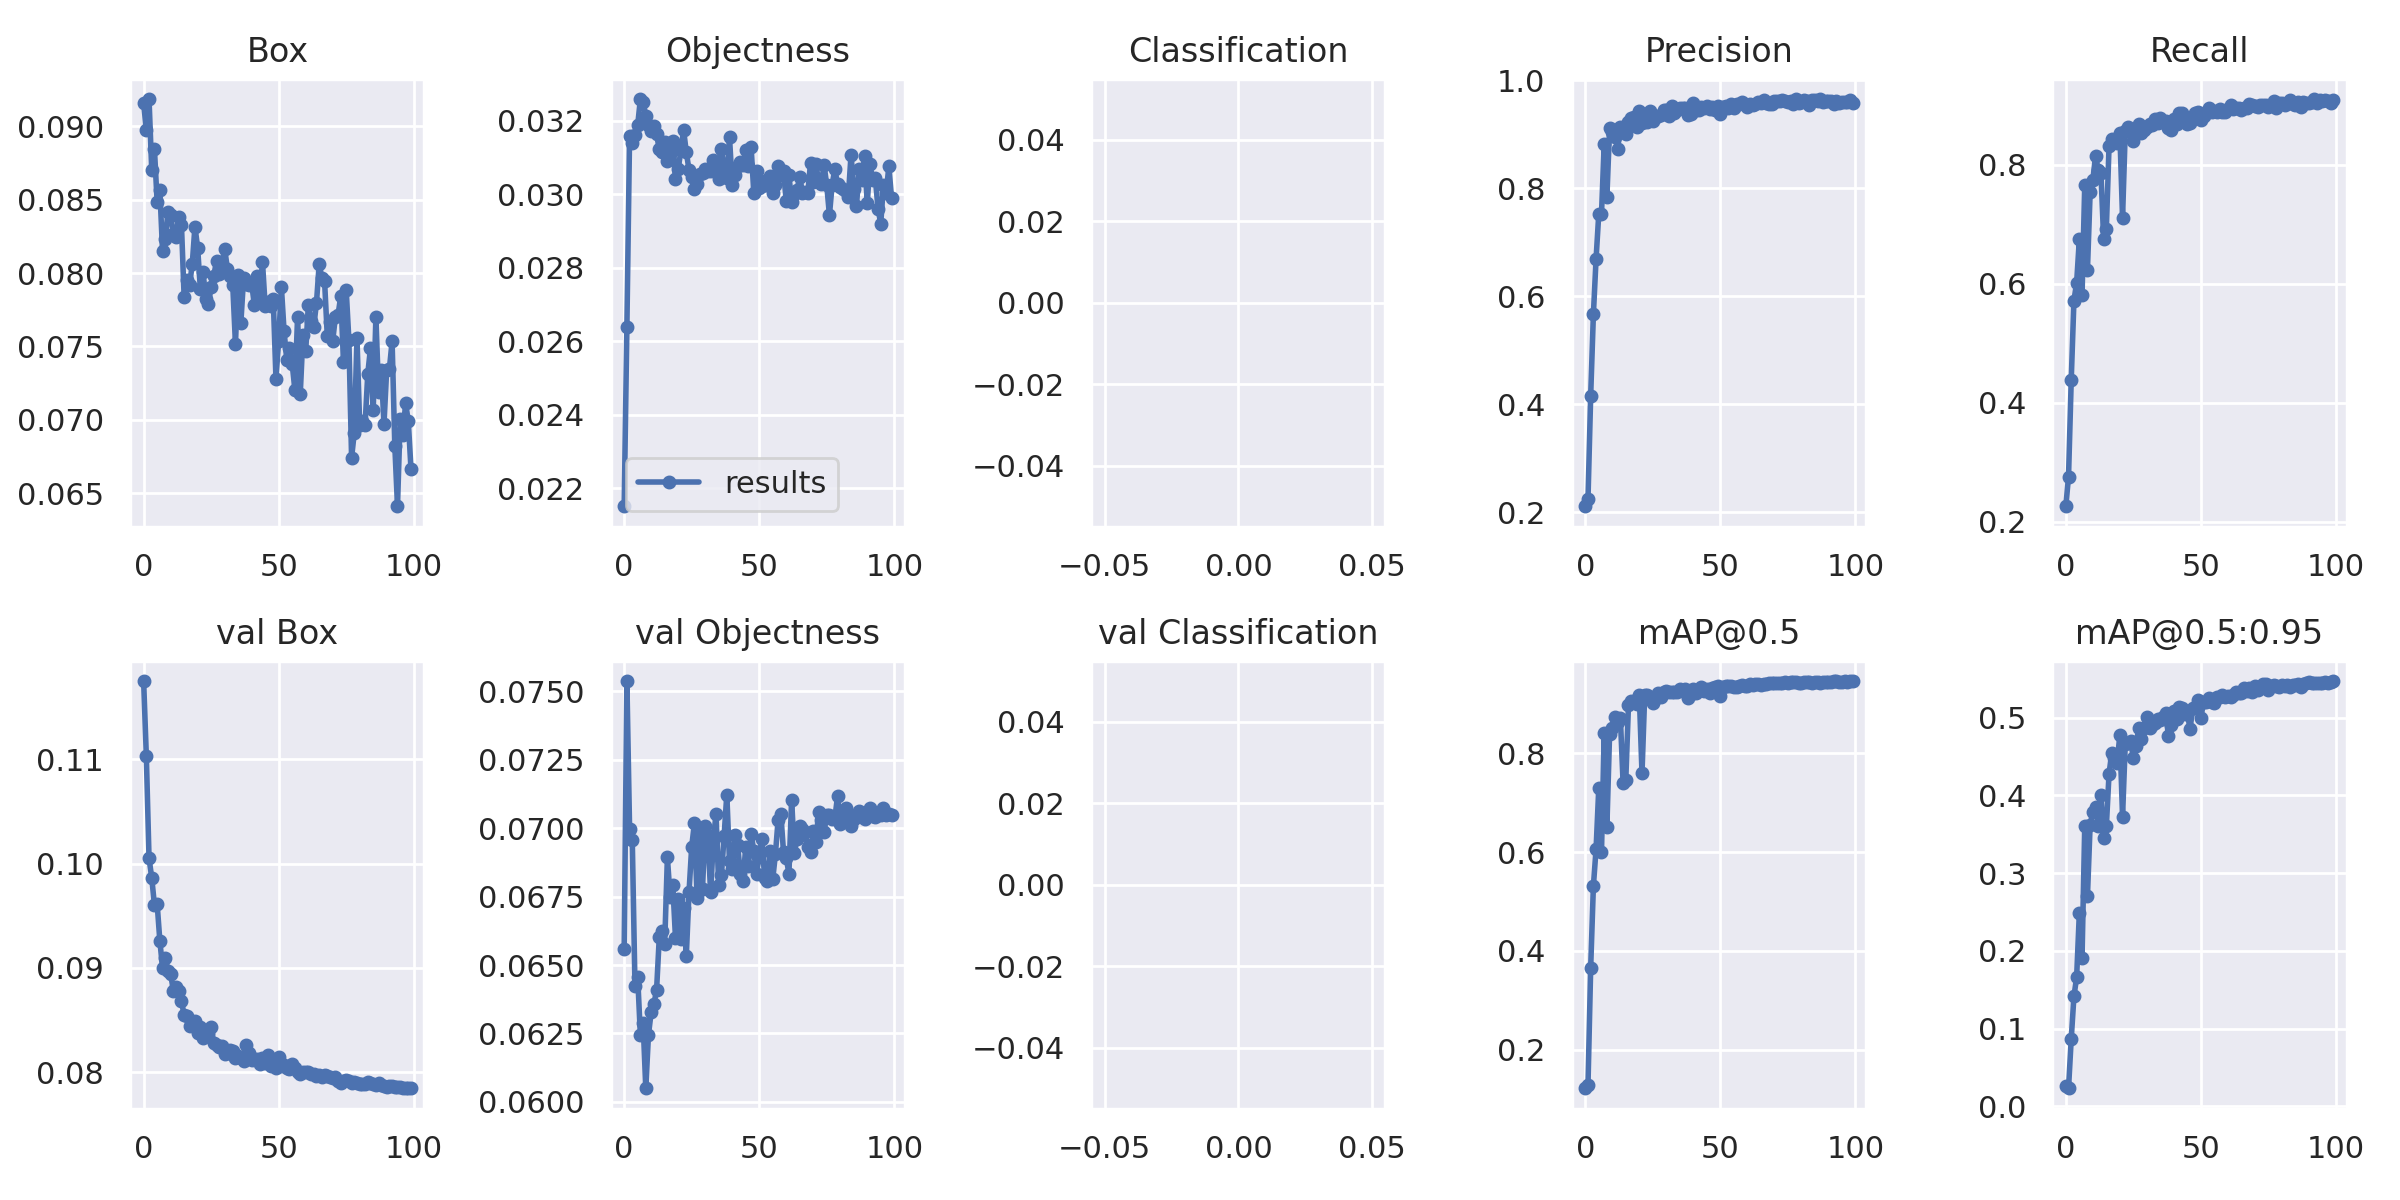 Box
Objectness
Classification
Precision
Recall
0.090
0.085
0.080
0.075
0.070
0.065
0 50 100
0.032
0.030
0.028
0.026
0.024
0.022
results
0 50 100
0.04
0.02
0.00
−0.02
−0.04
−0.05 0.00 0.05
1.0
0.8
0.6
0.4
0.2
0 50 100
0.8
0.6
0.4
0.2
0 50 100
val Box
val Objectness
val Classification
mAP@0.5
mAP@0.5:0.95
0.11
0.10
0.09
0.08
0 50 100
0.0750
0.0725
0.0700
0.0675
0.0650
0.0625
0.0600
0 50 100
0.04
0.02
0.00
−0.02
−0.04
−0.05 0.00 0.05
0.8
0.6
0.4
0.2
0 50 100
0.5
0.4
0.3
0.2
0.1
0.0
0 50 100